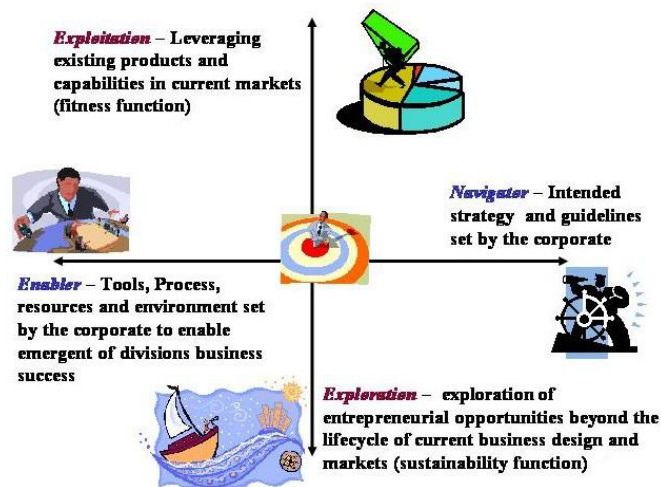 Exploitation – Leveraging
existing products and
capabilities in current markets
(fitness function)
Navigator – Intended
strategy and guidelines
set by the corporate
Enabler – Tools, Process,
resources and environment set
by the corporate to enable
emergent of divisions business
success
Exploration – exploration of
entrepreneurial opportunities beyond the
lifecycle of current business design and
markets (sustainability function)